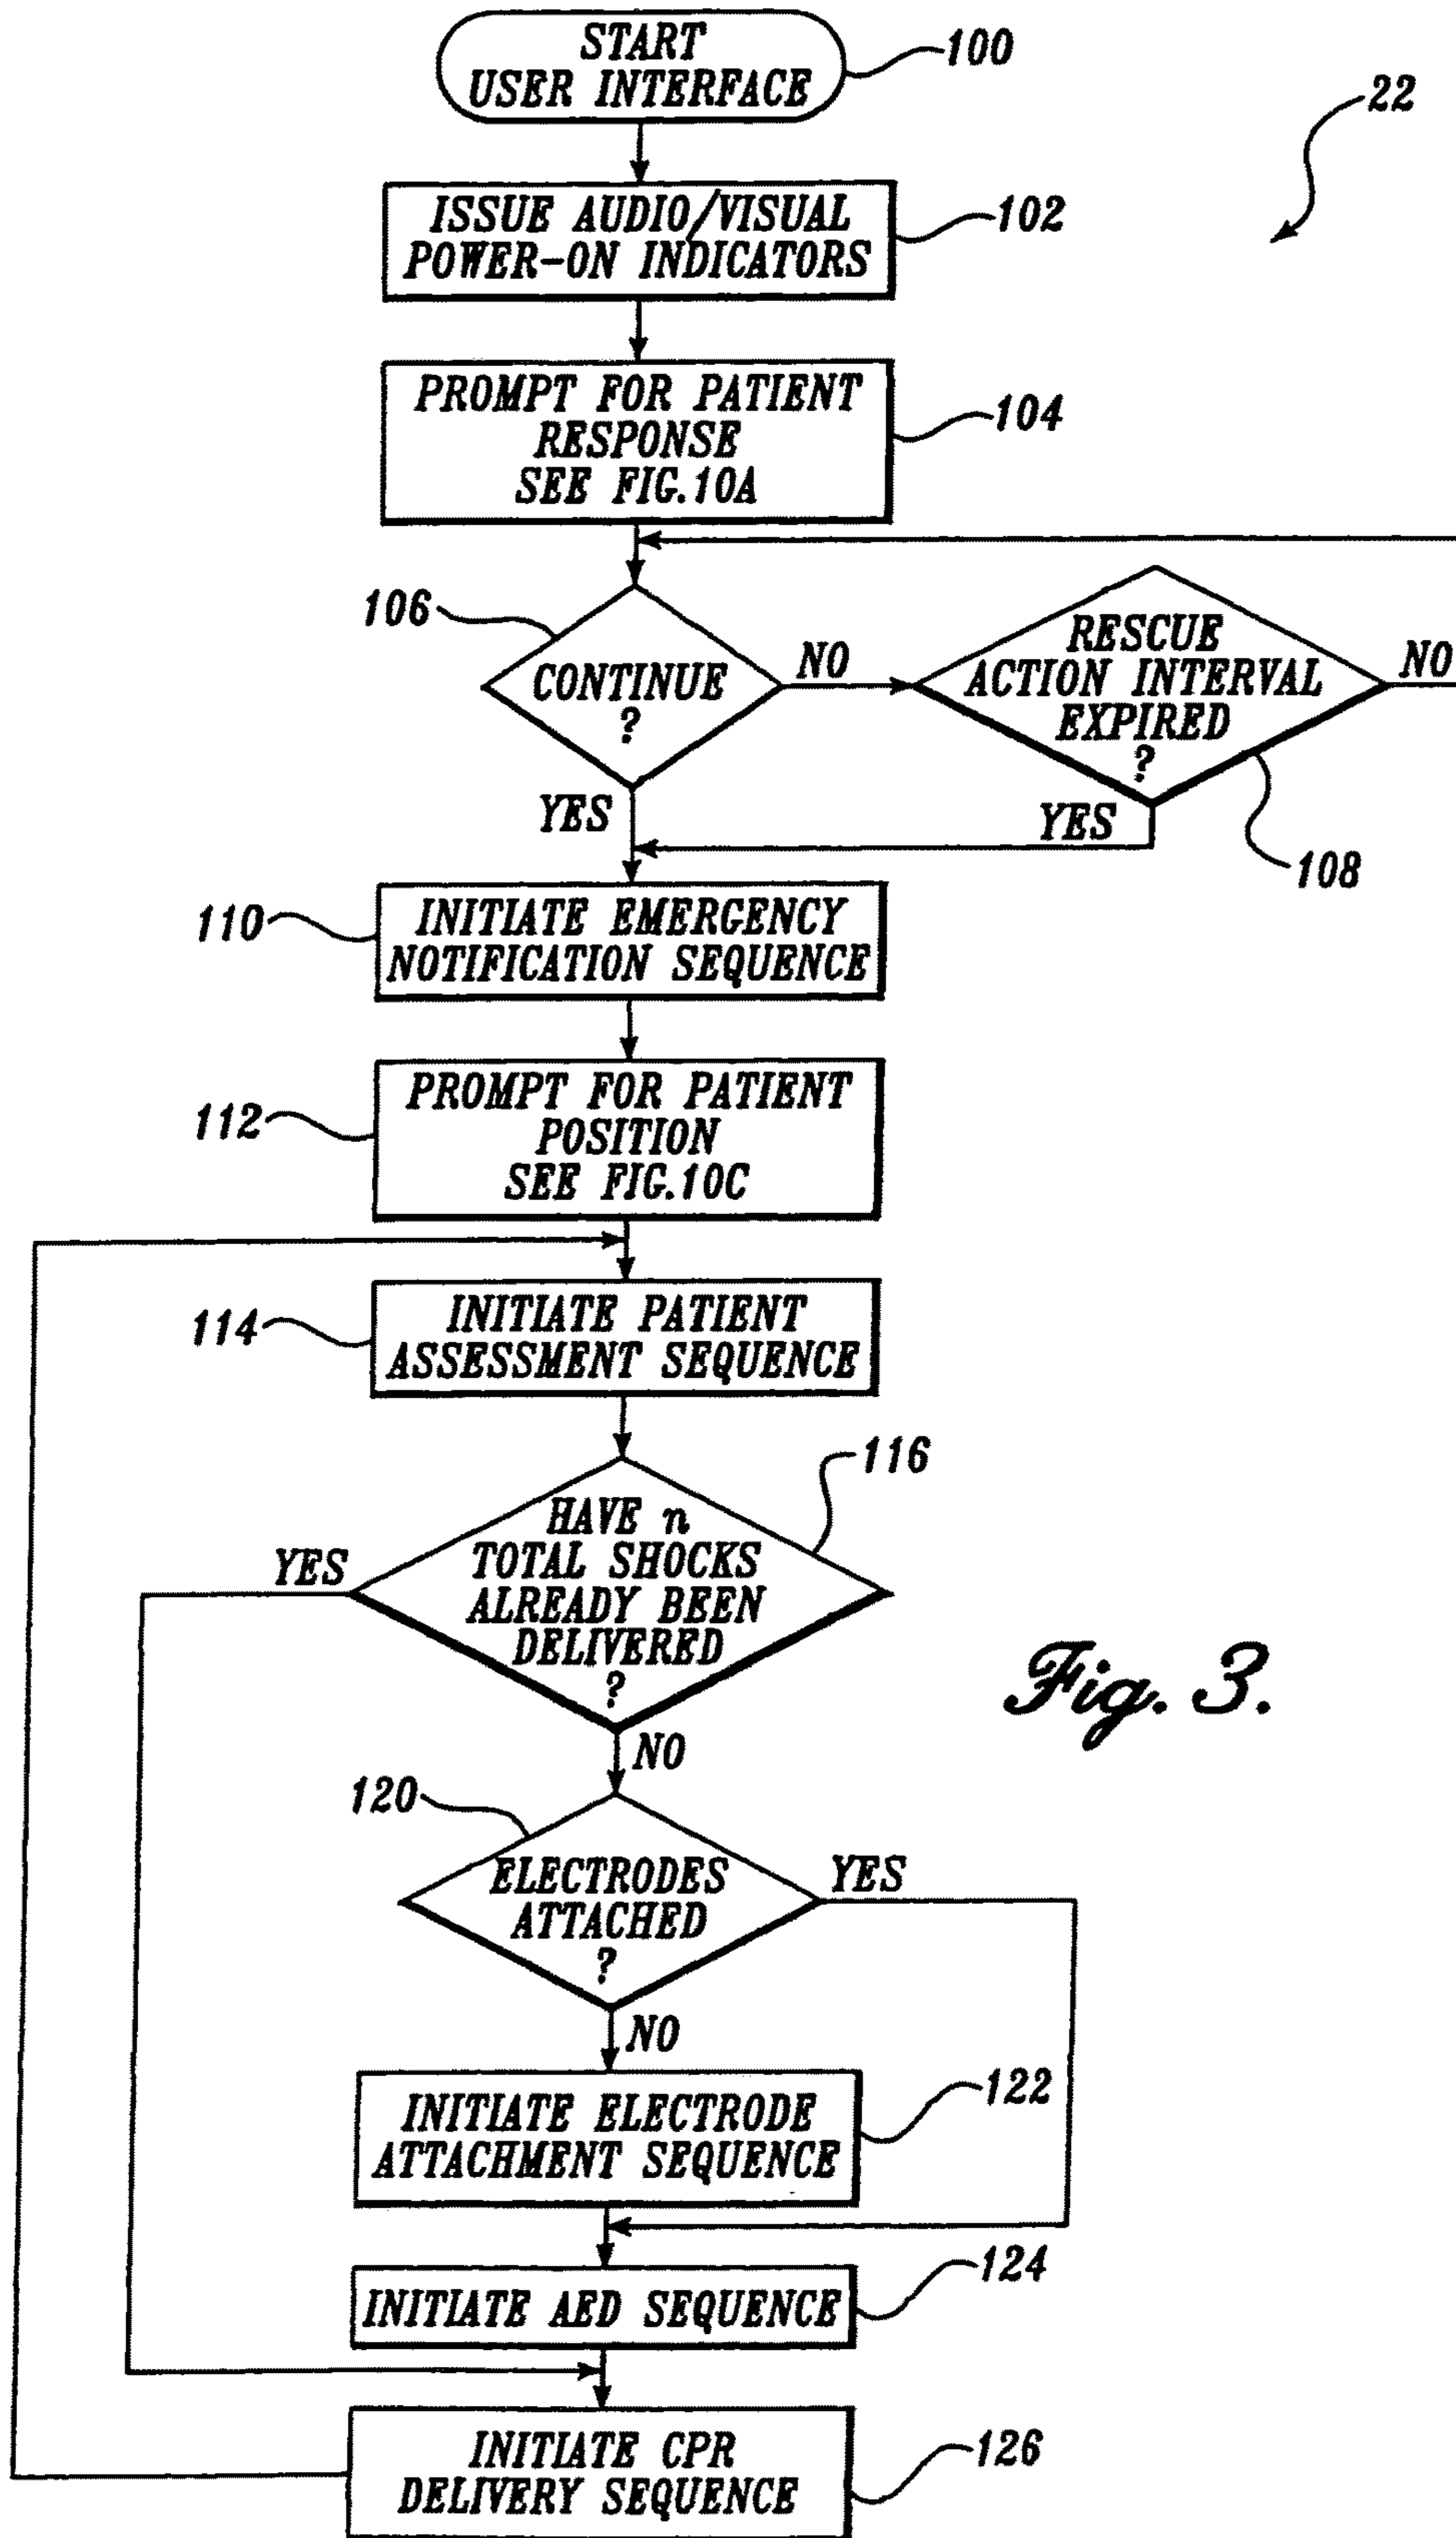 START
USER INTERFACE
100
22
ISSUE AUDIO/VISUAL
POWER-ON INDICATORS
102
PROMPT FOR PATIENT
RESPONSE
SEE FIG.10A
104
106
CONTINUE
?
NO
YES
RESCUE
ACTION INTERVAL
EXPIRED
?
NO
YES
108
110
INITIATE EMERGENCY
NOTIFICATION SEQUENCE
112
PROMPT FOR PATIENT
POSITION
SEE FIG.10C
114
INITIATE PATIENT
ASSESSMENT SEQUENCE
116
HAVE n
TOTAL SHOCKS
ALREADY BEEN
DELIVERED
?
YES
NO
Fig. 3.
120
ELECTRODES
ATTACHED
?
YES
NO
INITIATE ELECTRODE
ATTACHMENT SEQUENCE
122
INITIATE AED SEQUENCE
124
INITIATE CPR
DELIVERY SEQUENCE
126